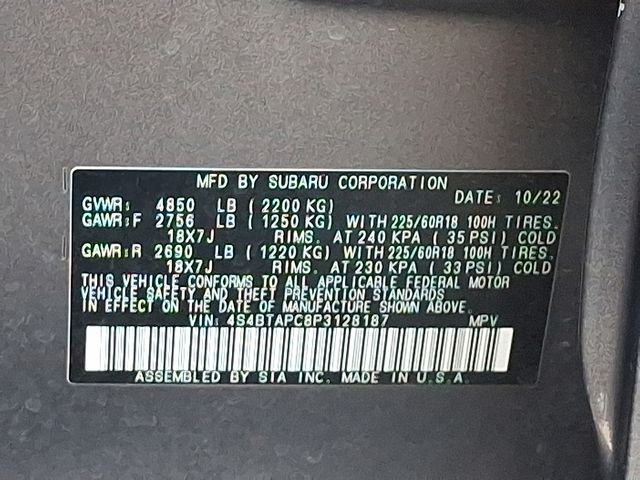 MFD BY SUBARU CORPORATION
DATE: 10/22
GVWR: 4850 LB (2200 KG)
GAWR:F 2756 LB (1250 KG) WITH 225/60R18 100H TIRES.
18X7J RIMS. AT 240 KPA (35 PSI) COLD
GAWR:R 2690 LB (1220 KG) WITH 225/60R18 100H TIRES.
18X7J RIMS. AT 230 KPA (33 PSI) COLD
THIS VEHICLE CONFORMS TO ALL APPLICABLE FEDERAL MOTOR
VEHICLE SAFETY AND THEFT PREVENTION STANDARDS
IN EFFECT ON THE DATE OF MANUFACTURE SHOWN ABOVE.
VIN: 4S4BTAPC8P3128187 MPV
ASSEMBLED BY SIA INC. MADE IN U.S.A.